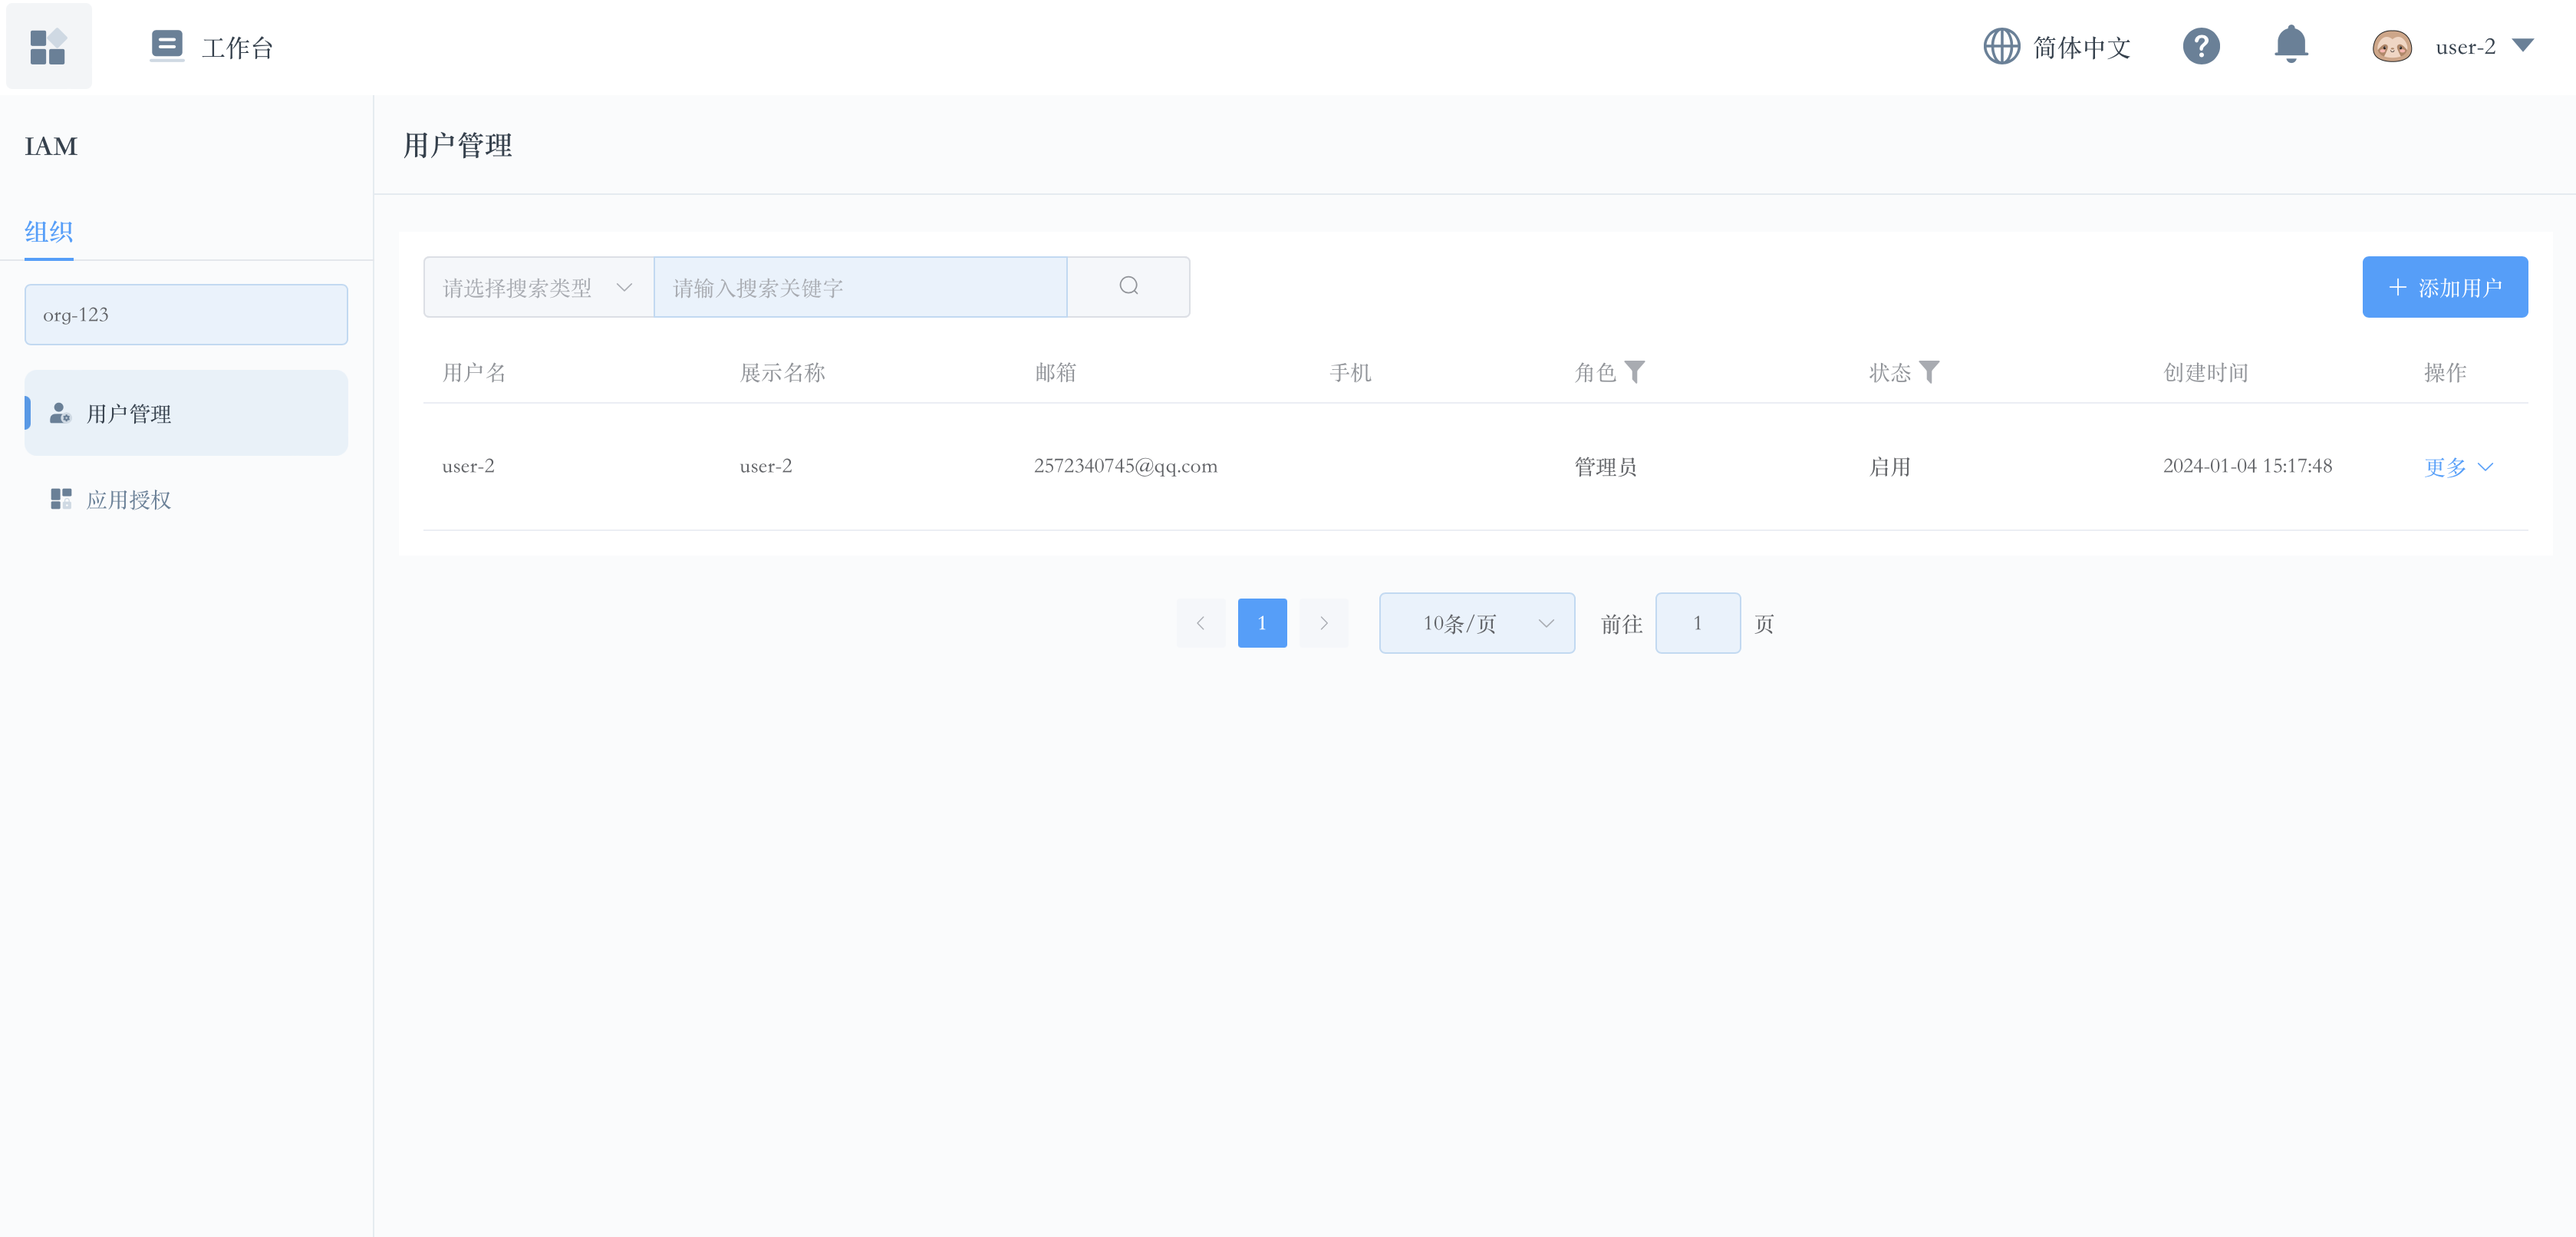 工作台
简体中文
user-2
IAM
用户管理
组织
org-123
用户管理
应用授权
请选择搜索类型
请输入搜索关键字
添加用户
用户名 展示名称 邮箱 手机 角色 状态 创建时间 操作
user-2 user-2 2572340745@qq.com 管理员 启用 2024-01-04 15:17:48 更多
1 10条/页 前往 1 页